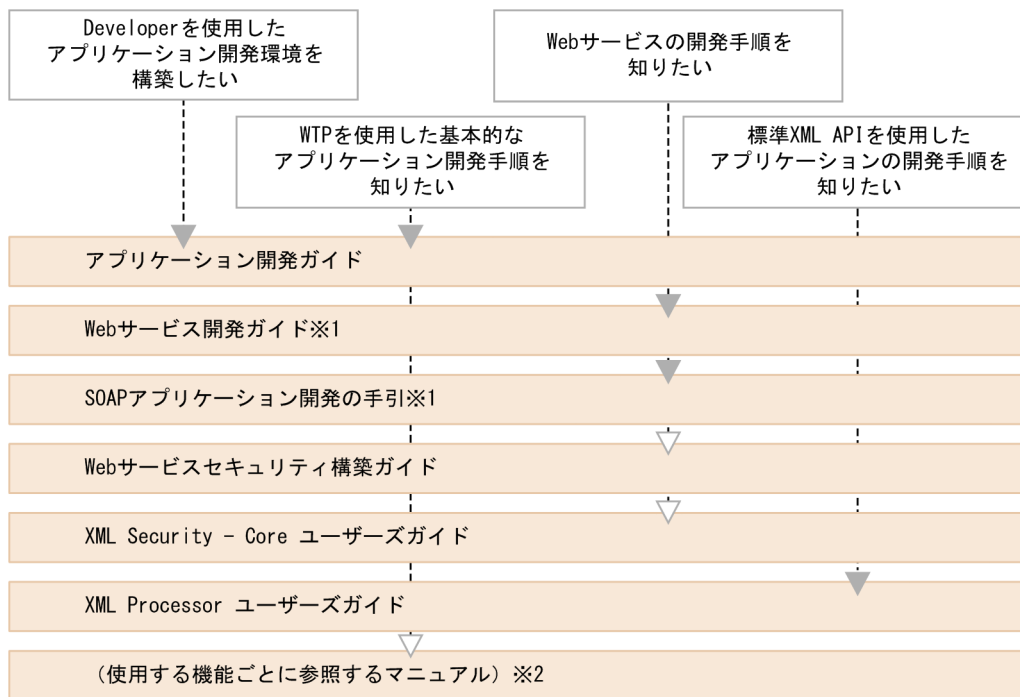 Developerを使用した
アプリケーション開発環境を
構築したい
Webサービスの開発手順を
知りたい
WTPを使用した基本的な
アプリケーション開発手順を
知りたい
標準XML APIを使用した
アプリケーションの開発手順を
知りたい
アプリケーション開発ガイド
Webサービス開発ガイド※1
SOAPアプリケーション開発の手引※1
Webサービスセキュリティ構築ガイド
XML Security - Core ユーザーズガイド
XML Processor ユーザーズガイド
（使用する機能ごとに参照するマニュアル）※2